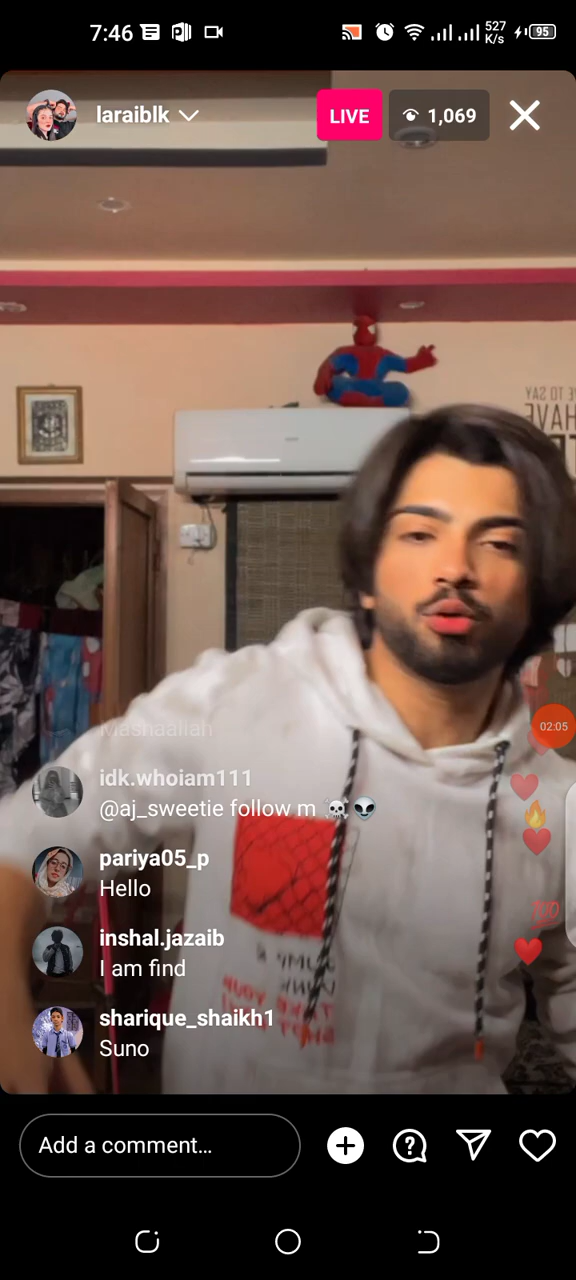 7:46
527
K/s
95
laraiblk
LIVE
1,069
Mashaallah
02:05
idk.whoiam111
@aj_sweetie follow m ☠️👽
pariya05_p
Hello
inshal.jazaib
I am find
sharique_shaikh1
Suno
Add a comment...